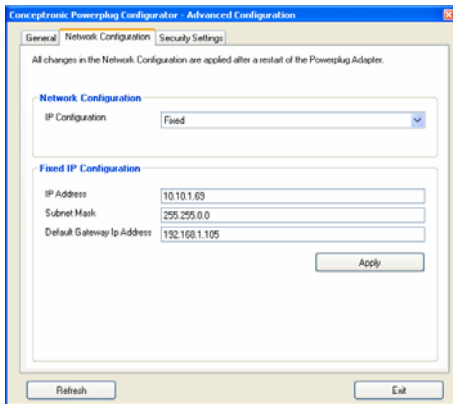 Conceptronic Powerplug Configurator - Advanced Configuration
General Network Configuration Security Settings
All changes in the Network Configuration are applied after a restart of the Powerplug Adapter.
Network Configuration
IP Configuration Fixed
Fixed IP Configuration
IP Address 10.10.1.69
Subnet Mask 255.255.0.0
Default Gateway Ip Address 192.168.1.105
Apply
Refresh Exit